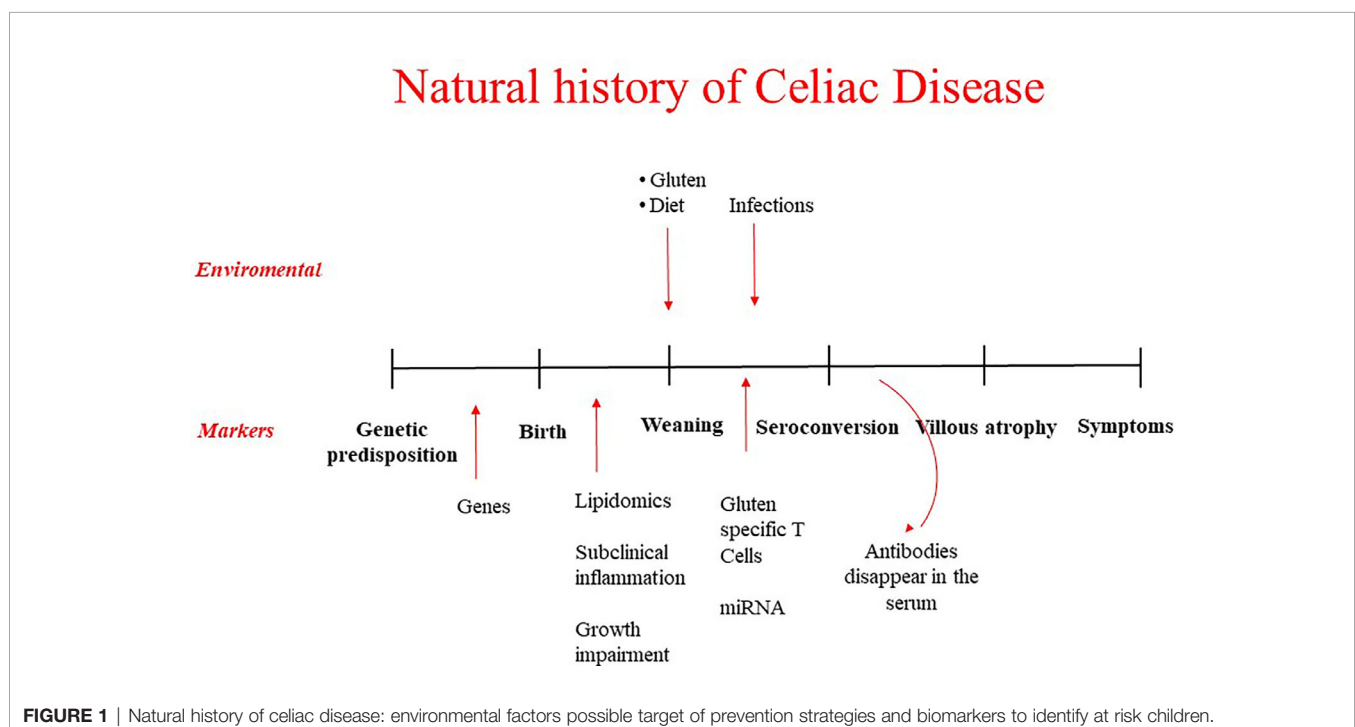 Natural history of Celiac Disease
• Gluten
• Diet
Infections
Enviromental
Markers
Genetic
predisposition
Birth
Weaning
Seroconversion
Villous atrophy
Symptoms
Genes
Lipidomics
Subclinical
inflammation
Growth
impairment
Gluten
specific T
Cells
miRNA
Antibodies
disappear in the
serum
FIGURE 1 | Natural history of celiac disease: environmental factors possible target of prevention strategies and biomarkers to identify at risk children.